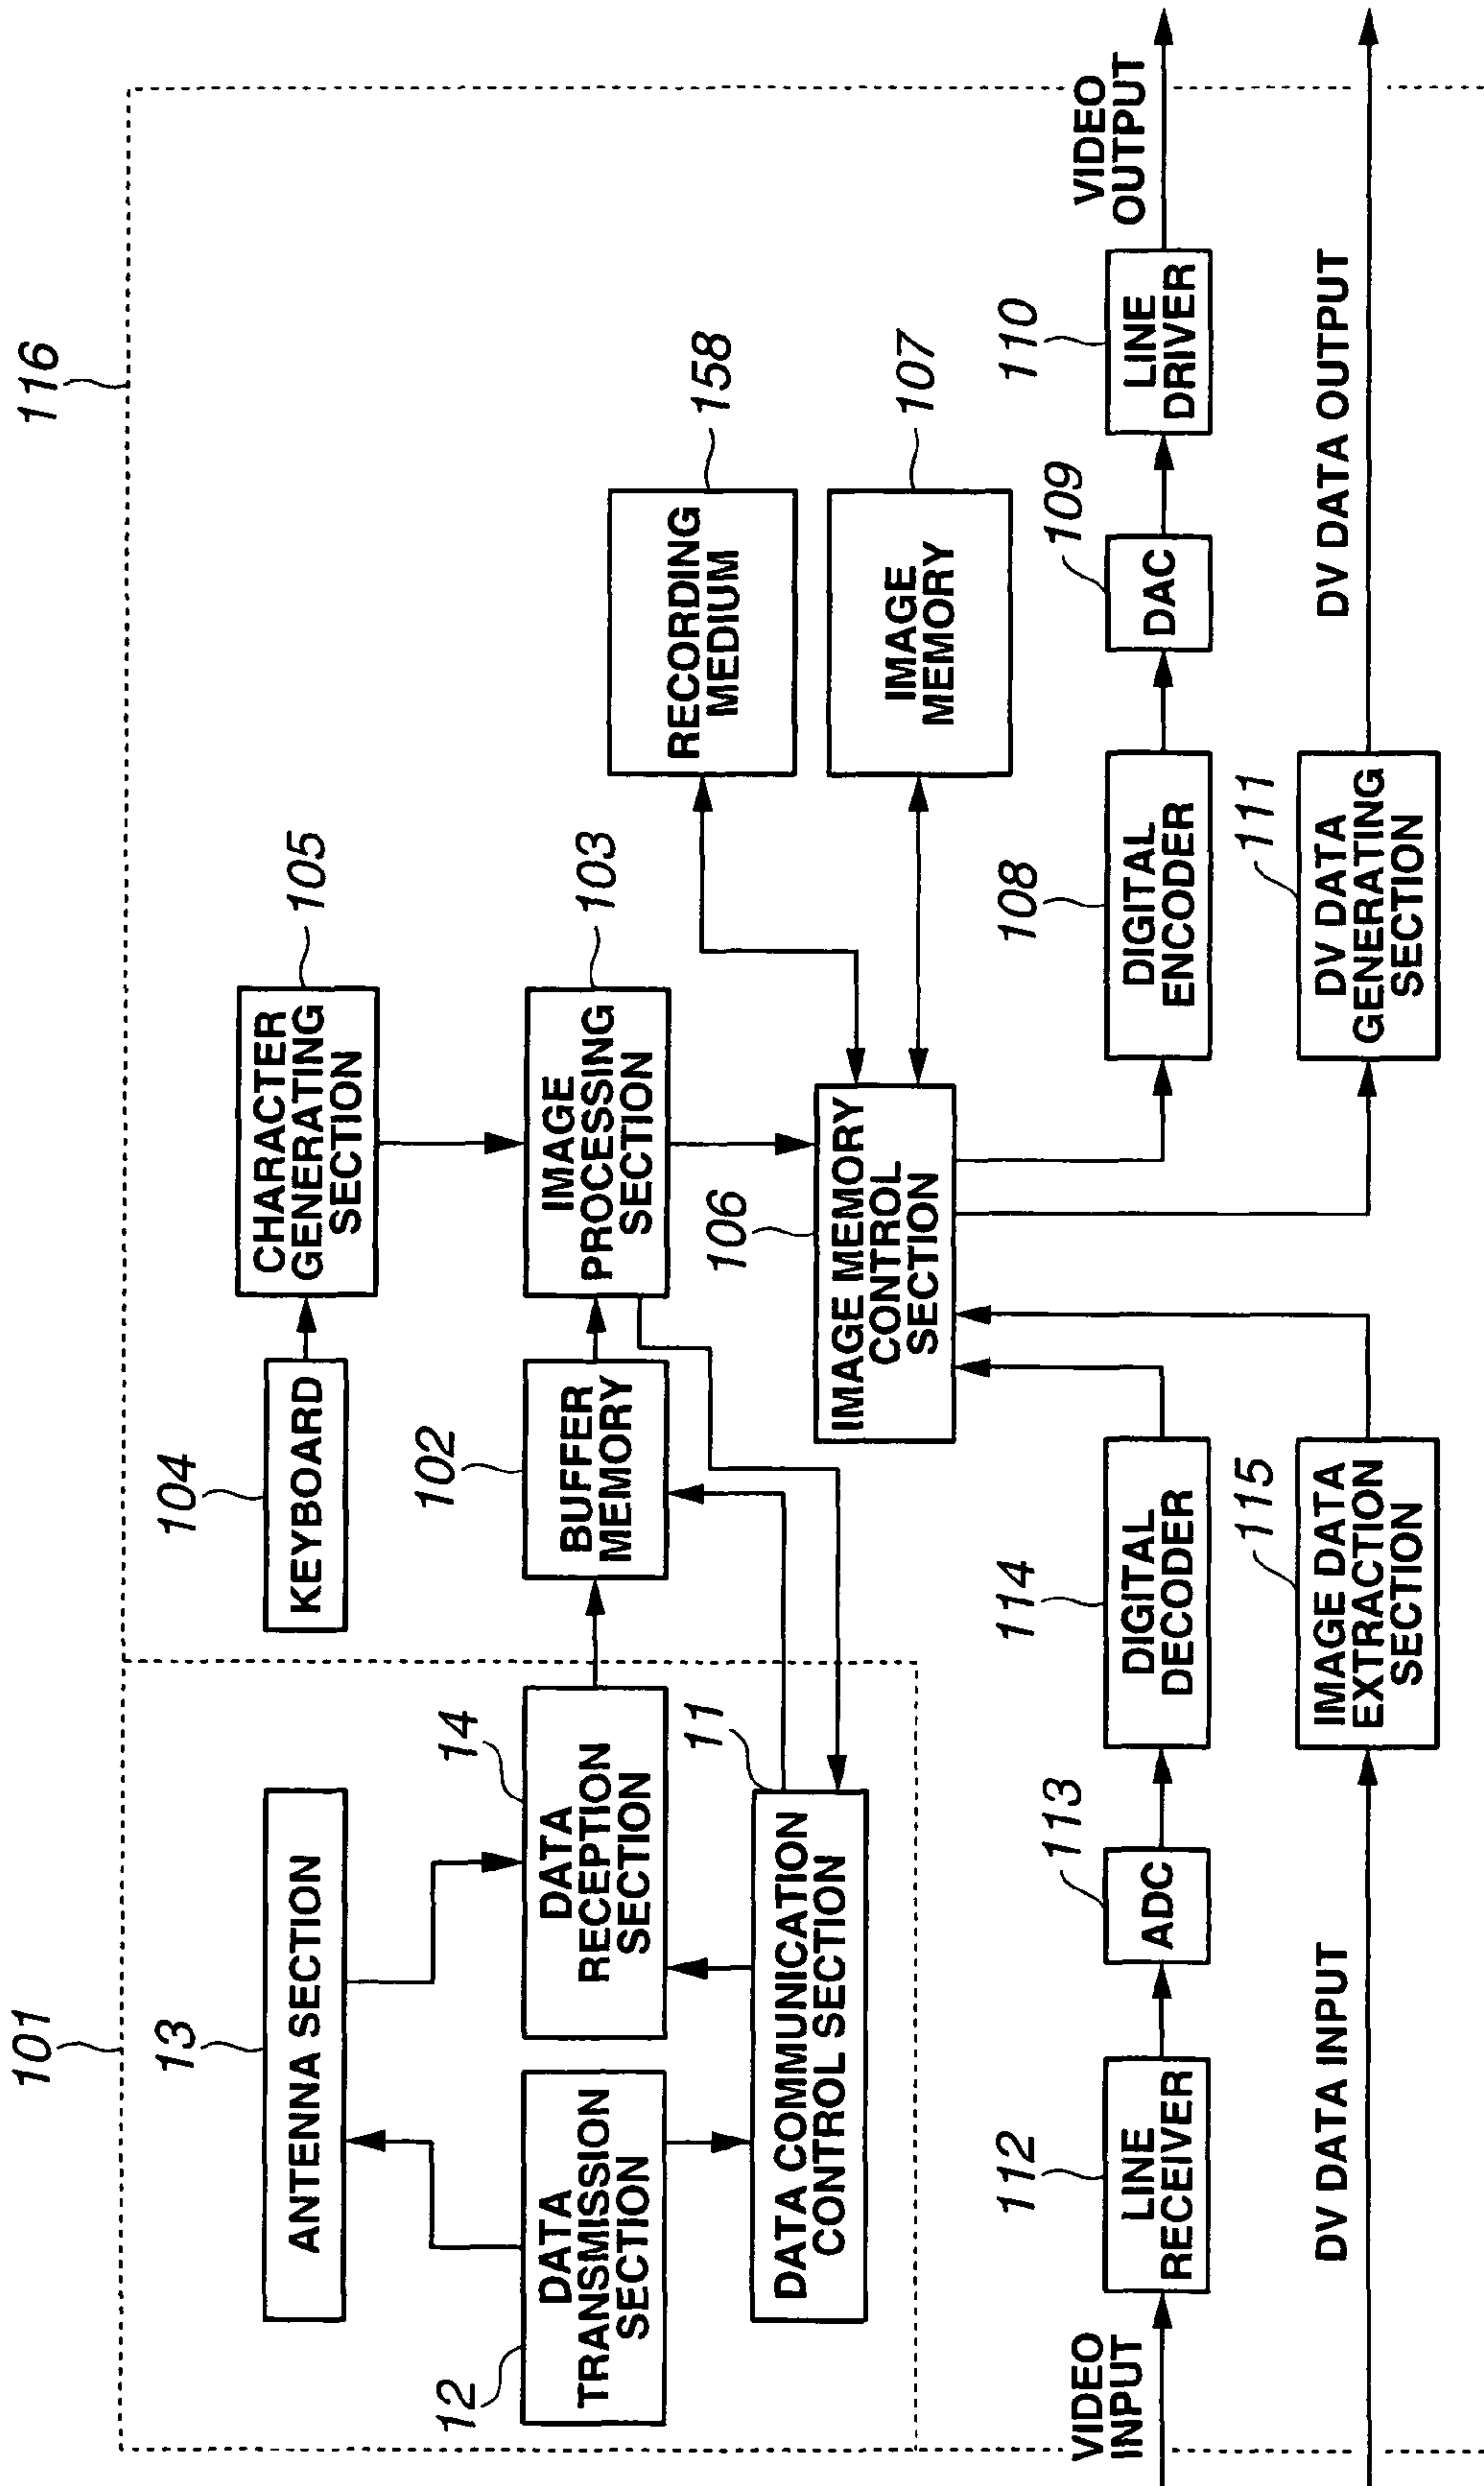 116
101
13
ANTENNA SECTION
104
KEYBOARD
105
CHARACTER
GENERATING
SECTION
12
DATA
TRANSMISSION
SECTION
14
DATA
RECEPTION
SECTION
102
BUFFER
MEMORY
103
IMAGE
PROCESSING
SECTION
11
DATA COMMUNICATION
CONTROL SECTION
158
RECORDING
MEDIUM
106
IMAGE MEMORY
CONTROL
SECTION
107
IMAGE
MEMORY
VIDEO
INPUT
112
LINE
RECEIVER
113
ADC
114
DIGITAL
DECODER
108
DIGITAL
ENCODER
109
DAC
110
LINE
DRIVER
VIDEO
OUTPUT
DV DATA INPUT
115
IMAGE DATA
EXTRACTION
SECTION
111
DV DATA
GENERATING
SECTION
DV DATA OUTPUT